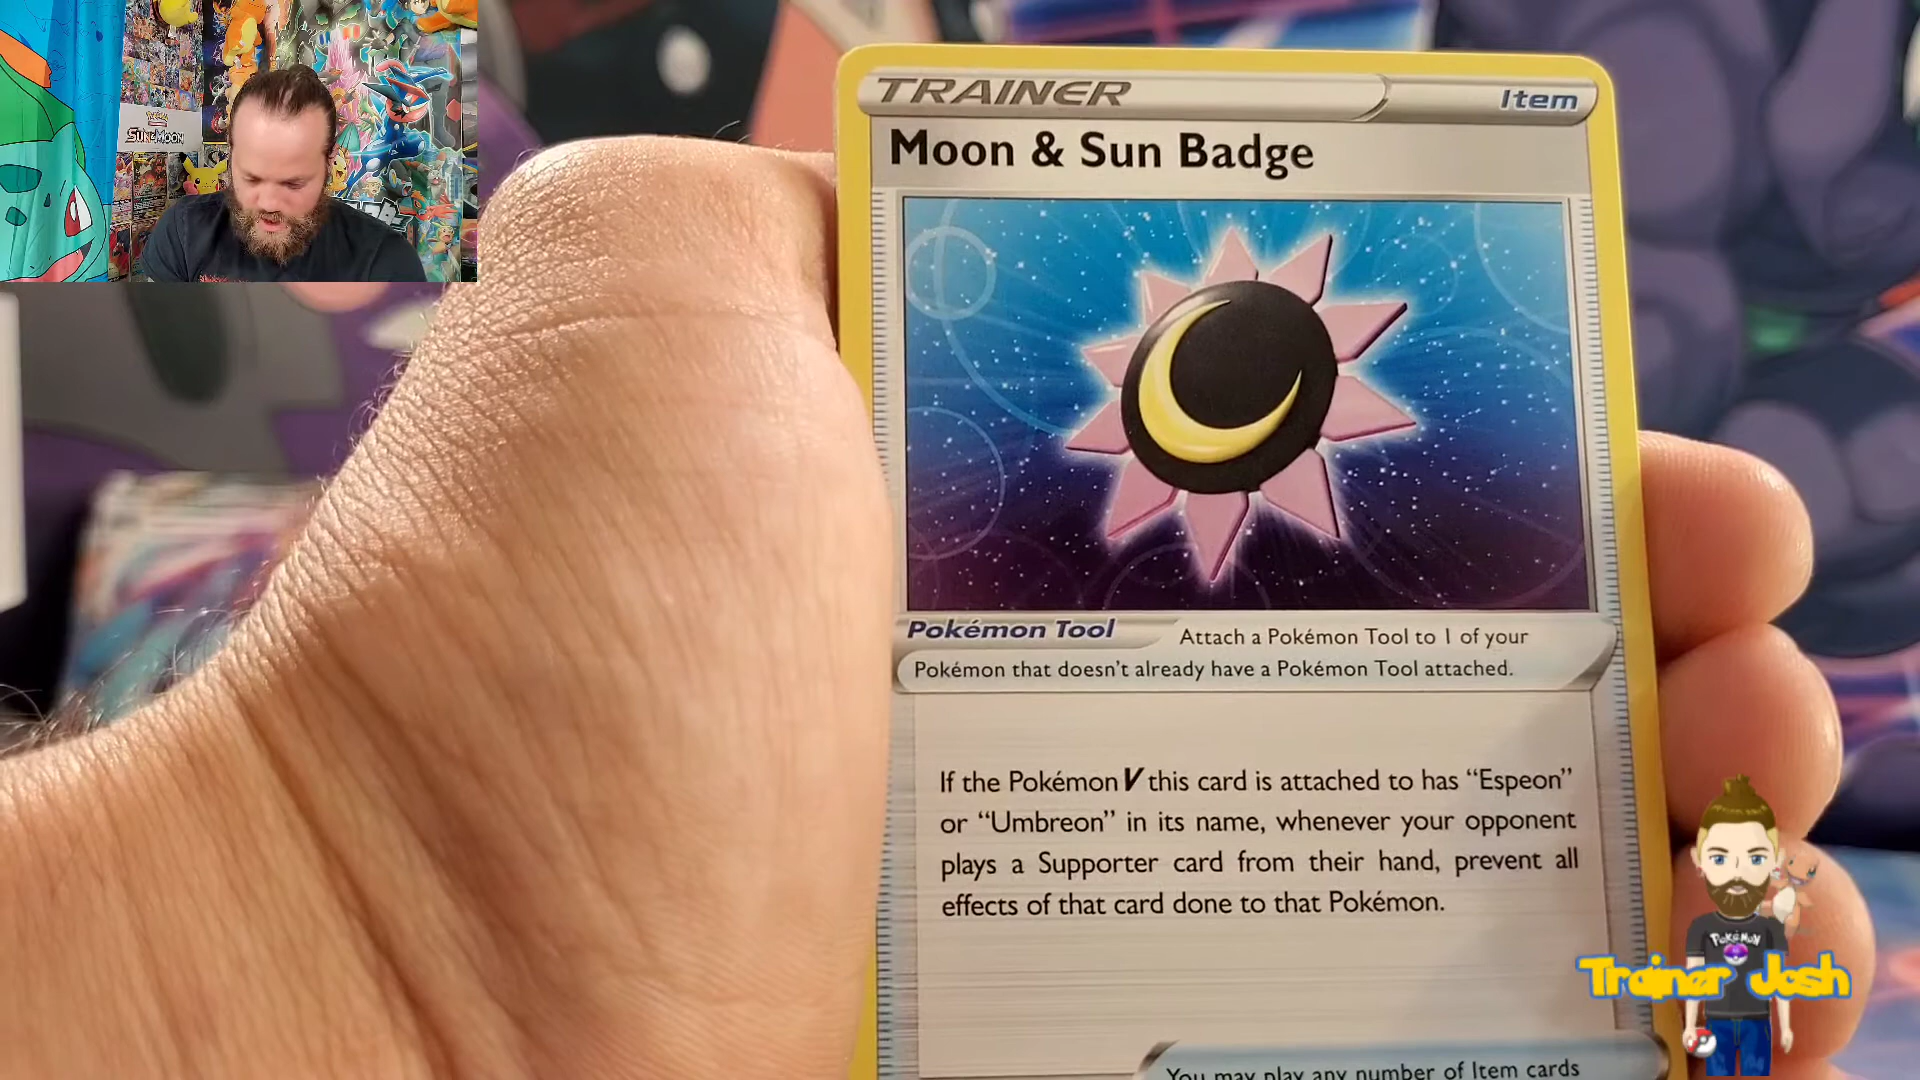 POKÉMON
SUN & MOON
TRAINER
Item
Moon & Sun Badge
Pokémon Tool
Attach a Pokémon Tool to 1 of your
Pokémon that doesn't already have a Pokémon Tool attached.
If the Pokémon V this card is attached to has “Espeon”
or “Umbreon” in its name, whenever your opponent
plays a Supporter card from their hand, prevent all
effects of that card done to that Pokémon.
You may play any number of Item cards
POKÉMON
Trainer Josh